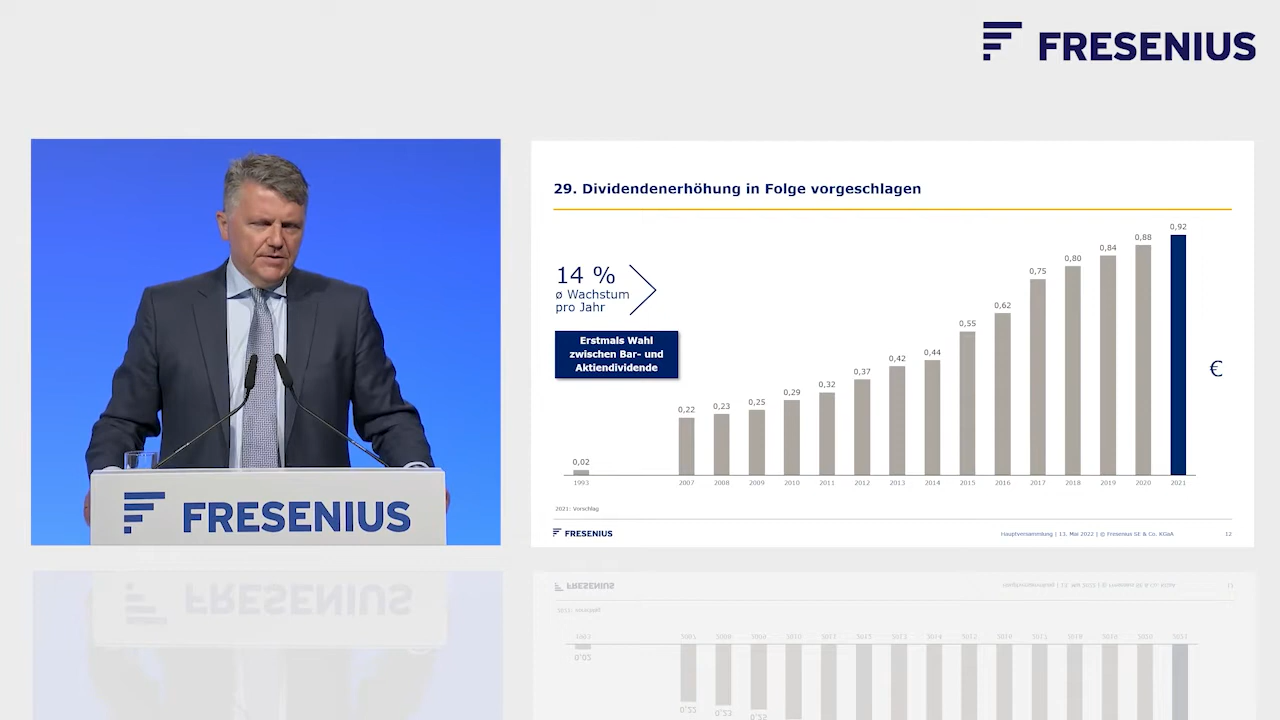 FRESENIUS
FRESENIUS
29. Dividendenerhöhung in Folge vorgeschlagen
14 %
ø Wachstum
pro Jahr
Erstmals Wahl
zwischen Bar- und
Aktiendividende
0,02
0,22
0,23
0,25
0,29
0,32
0,37
0,42
0,44
0,55
0,62
0,75
0,80
0,84
0,88
0,92
€
1993 2007 2008 2009 2010 2011 2012 2013 2014 2015 2016 2017 2018 2019 2020 2021
2021: Vorschlag
FRESENIUS
Hauptversammlung | 13. Mai 2022 | © Fresenius SE & Co. KGaA
12